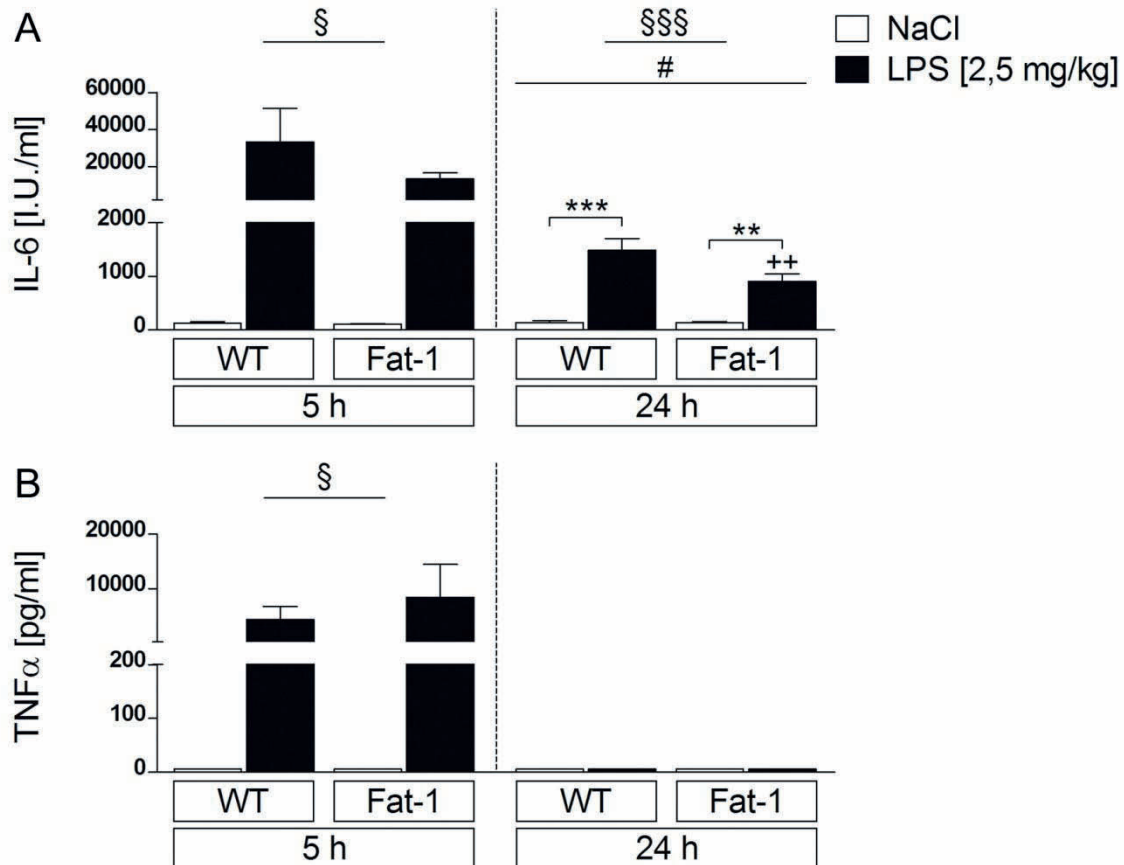 A
§
§§§
#
NaCl
LPS [2,5 mg/kg]
IL-6 [I.U./ml]
60000
40000
20000
2000
1000
0
***
**
++
WT
Fat-1
WT
Fat-1
5 h
24 h
B
§
TNFα [pg/ml]
20000
10000
200
100
0
WT
Fat-1
WT
Fat-1
5 h
24 h